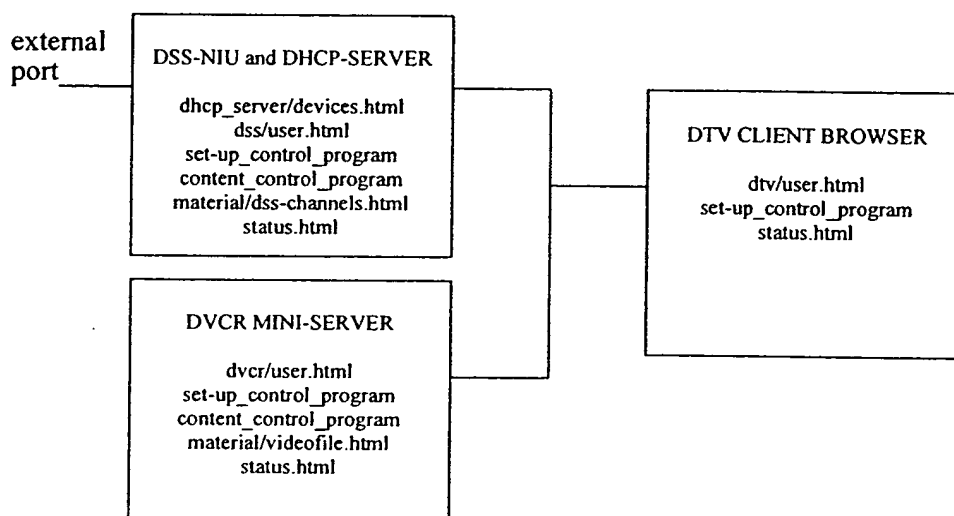 external
port
DSS-NIU and DHCP-SERVER
dhcp_server/devices.html
dss/user.html
set-up_control_program
content_control_program
material/dss-channels.html
status.html
DVCR MINI-SERVER
dvcr/user.html
set-up_control_program
content_control_program
material/videofile.html
status.html
DTV CLIENT BROWSER
dtv/user.html
set-up_control_program
status.html